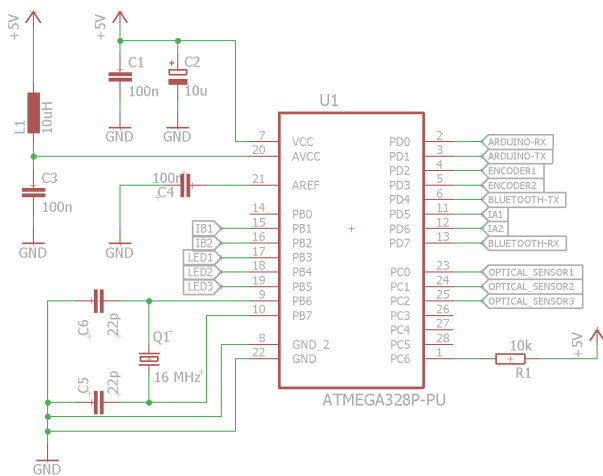 +5V
+5V
L1
10uH
C1
100n
GND
C2
10u
GND
C3
100n
GND
100n
C4
GND
U1
7 VCC
20 AVCC
21 AREF
14 PB0
IB1 15 PB1
IB2 16 PB2
LED1 17 PB3
LED2 18 PB4
LED3 19 PB5
9 PB6
10 PB7
8 GND_2
22 GND
PD0 2 ARDUINO-RX
PD1 3 ARDUINO-TX
PD2 4 ENCODER1
PD3 5 ENCODER2
PD4 6 BLUETOOTH-TX
PD5 11 IA1
PD6 12 IA2
PD7 13 BLUETOOTH-RX
PC0 23 OPTICAL_SENSOR1
PC1 24 OPTICAL_SENSOR2
PC2 25 OPTICAL_SENSOR3
PC3 26
PC4 27
PC5 28
PC6 1
10k
R1
+5V
C6
22p
Q1
16 MHz
C5
22p
GND
ATMEGA328P-PU